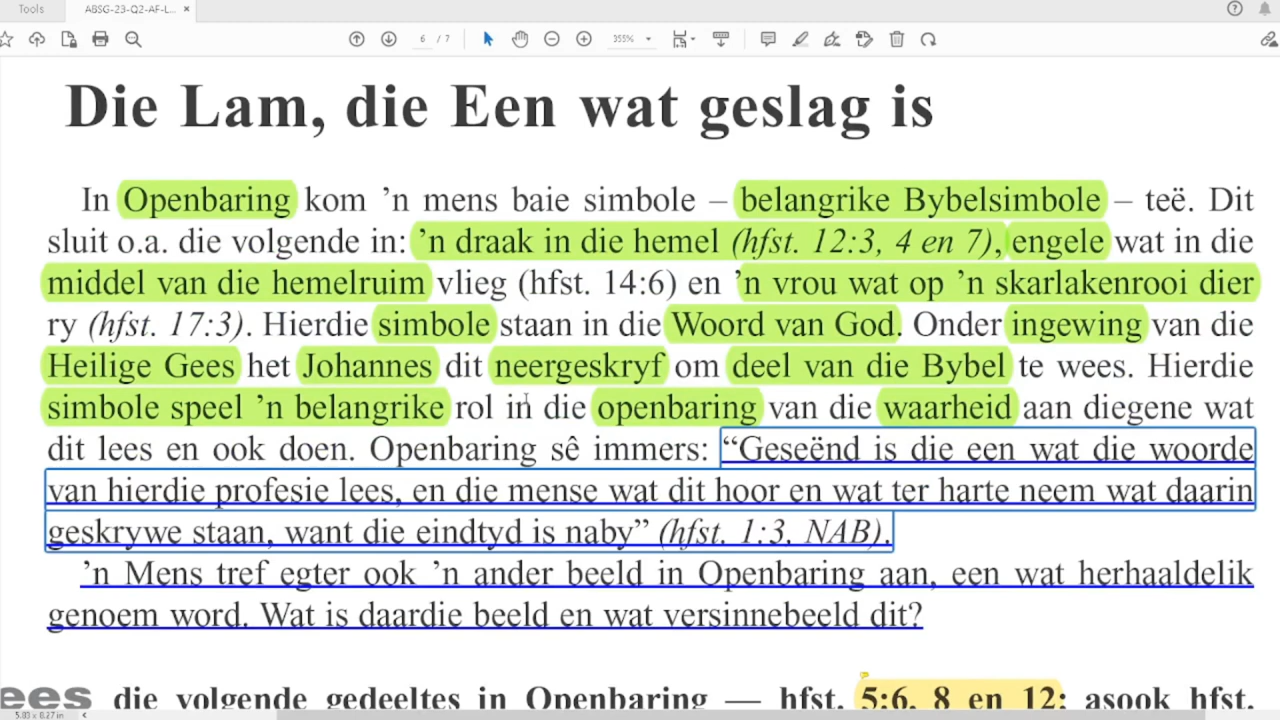 Tools ABSG-23-Q2-AF-L... ×
6 / 7 355%
Die Lam, die Een wat geslag is
In Openbaring kom ’n mens baie simbole – belangrike Bybelsimbole – teë. Dit
sluit o.a. die volgende in: ’n draak in die hemel (hfst. 12:3, 4 en 7), engele wat in die
middel van die hemelruim vlieg (hfst. 14:6) en ’n vrou wat op ’n skarlakenrooi dier
ry (hfst. 17:3). Hierdie simbole staan in die Woord van God. Onder ingewing van die
Heilige Gees het Johannes dit neergeskryf om deel van die Bybel te wees. Hierdie
simbole speel ’n belangrike rol in die openbaring van die waarheid aan diegene wat
dit lees en ook doen. Openbaring sê immers: “Geseënd is die een wat die woorde
van hierdie profesie lees, en die mense wat dit hoor en wat ter harte neem wat daarin
geskrywe staan, want die eindtyd is naby” (hfst. 1:3, NAB).
’n Mens tref egter ook ’n ander beeld in Openbaring aan, een wat herhaaldelik
genoem word. Wat is daardie beeld en wat versinnebeeld dit?
ees die volgende gedeeltes in Openbaring — hfst. 5:6, 8 en 12; asook hfst.
5.83 x 8.27 in